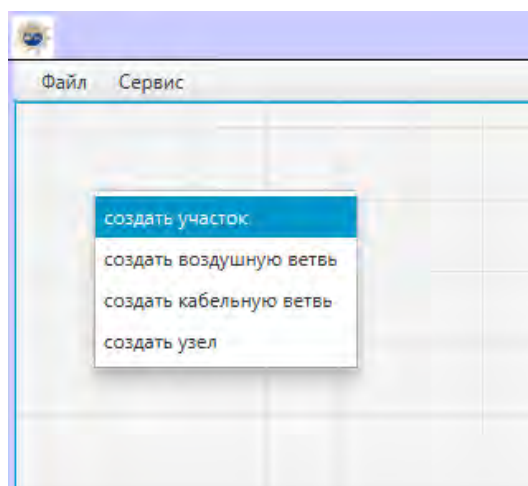 Файл Сервис
создать участок
создать воздушную ветвь
создать кабельную ветвь
создать узел